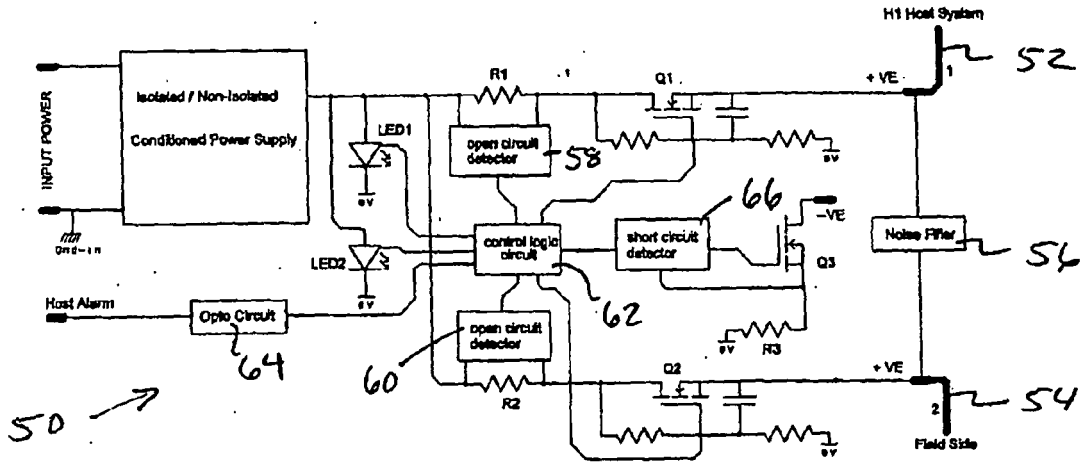 H1 Host System
52
1
+ VE
INPUT POWER
Isolated / Non-Isolated
Conditioned Power Supply
Gnd-in
R1
Q1
open circuit
detector
58
0V
LED1
0V
66
-VE
control logic
circuit
short circuit
detector
Q3
Noise Filter
56
LED2
0V
62
Host Alarm
Opto Circuit
64
open circuit
detector
60
0V
R3
R2
Q2
+ VE
54
2
Field Side
0V
50